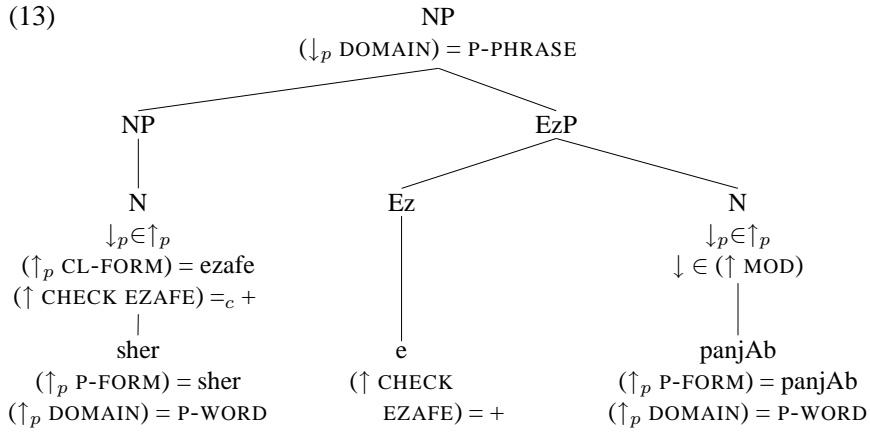 (13) NP
(↓p DOMAIN) = P-PHRASE
NP EzP
N Ez N
↓p∈↑p ↓p∈↑p
(↑p CL-FORM) = ezafe ↓ ∈ (↑ MOD)
(↑ CHECK EZAFE) =c +
sher e panjAb
(↑p P-FORM) = sher (↑ CHECK (↑p P-FORM) = panjAb
(↑p DOMAIN) = P-WORD EZAFE) = + (↑p DOMAIN) = P-WORD